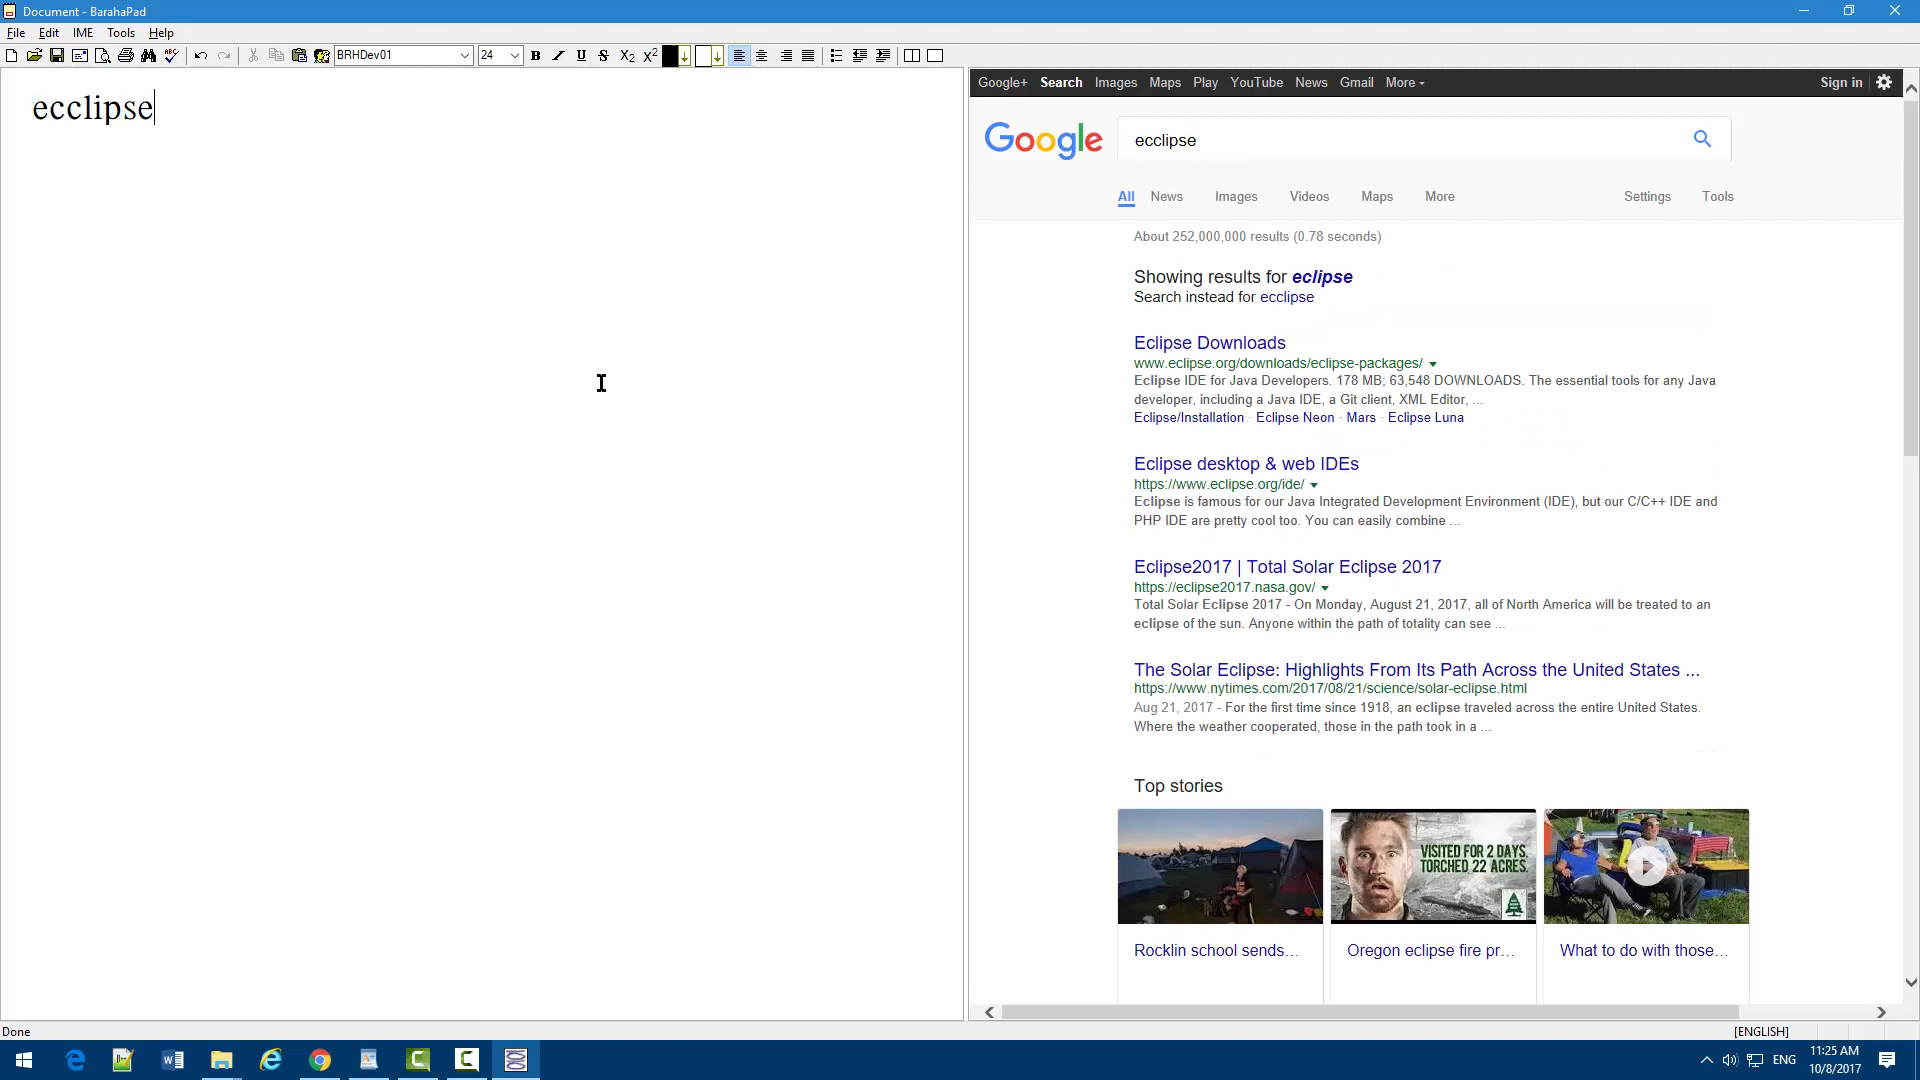 Document - BarahaPad
File Edit IME Tools Help
BRHDev01 24 B I U S X2 X2
ecclipse
Google+ Search Images Maps Play YouTube News Gmail More Sign in
Google ecclipse
All News Images Videos Maps More Settings Tools
About 252,000,000 results (0.78 seconds)
Showing results for eclipse
Search instead for ecclipse
Eclipse Downloads
www.eclipse.org/downloads/eclipse-packages/
Eclipse IDE for Java Developers. 178 MB; 63,548 DOWNLOADS. The essential tools for any Java
developer, including a Java IDE, a Git client, XML Editor, ...
Eclipse/Installation · Eclipse Neon · Mars · Eclipse Luna
Eclipse desktop & web IDEs
https://www.eclipse.org/ide/
Eclipse is famous for our Java Integrated Development Environment (IDE), but our C/C++ IDE and
PHP IDE are pretty cool too. You can easily combine ...
Eclipse2017 | Total Solar Eclipse 2017
https://eclipse2017.nasa.gov/
Total Solar Eclipse 2017 - On Monday, August 21, 2017, all of North America will be treated to an
eclipse of the sun. Anyone within the path of totality can see ...
The Solar Eclipse: Highlights From Its Path Across the United States ...
https://www.nytimes.com/2017/08/21/science/solar-eclipse.html
Aug 21, 2017 - For the first time since 1918, an eclipse traveled across the entire United States.
Where the weather cooperated, those in the path took in a ...
Top stories
VISITED FOR 2 DAYS.
TORCHED 22 ACRES.
Rocklin school sends... Oregon eclipse fire pr... What to do with those...
Done [ENGLISH]
ENG 11:25 AM
10/8/2017